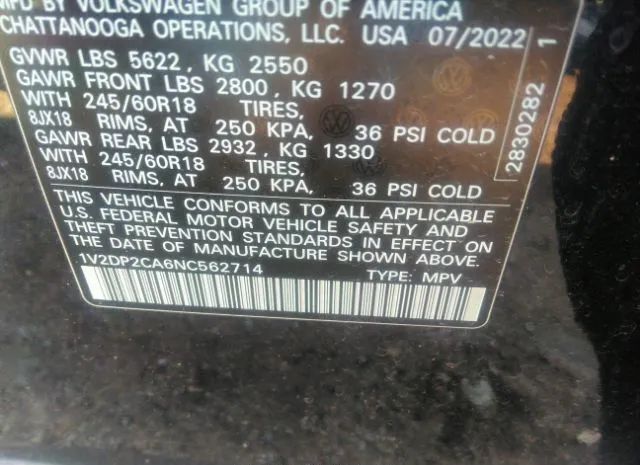 MFD BY VOLKSWAGEN GROUP OF AMERICA
CHATTANOOGA OPERATIONS, LLC. USA 07/2022
GVWR LBS 5622, KG 2550
GAWR FRONT LBS 2800, KG 1270
WITH 245/60R18 TIRES,
8JX18 RIMS, AT 250 KPA, 36 PSI COLD
GAWR REAR LBS 2932, KG 1330
WITH 245/60R18 TIRES,
8JX18 RIMS, AT 250 KPA, 36 PSI COLD
THIS VEHICLE CONFORMS TO ALL APPLICABLE
U.S. FEDERAL MOTOR VEHICLE SAFETY AND
THEFT PREVENTION STANDARDS IN EFFECT ON
THE DATE OF MANUFACTURE SHOWN ABOVE.
1V2DP2CA6NC562714 TYPE: MPV
2830282 1